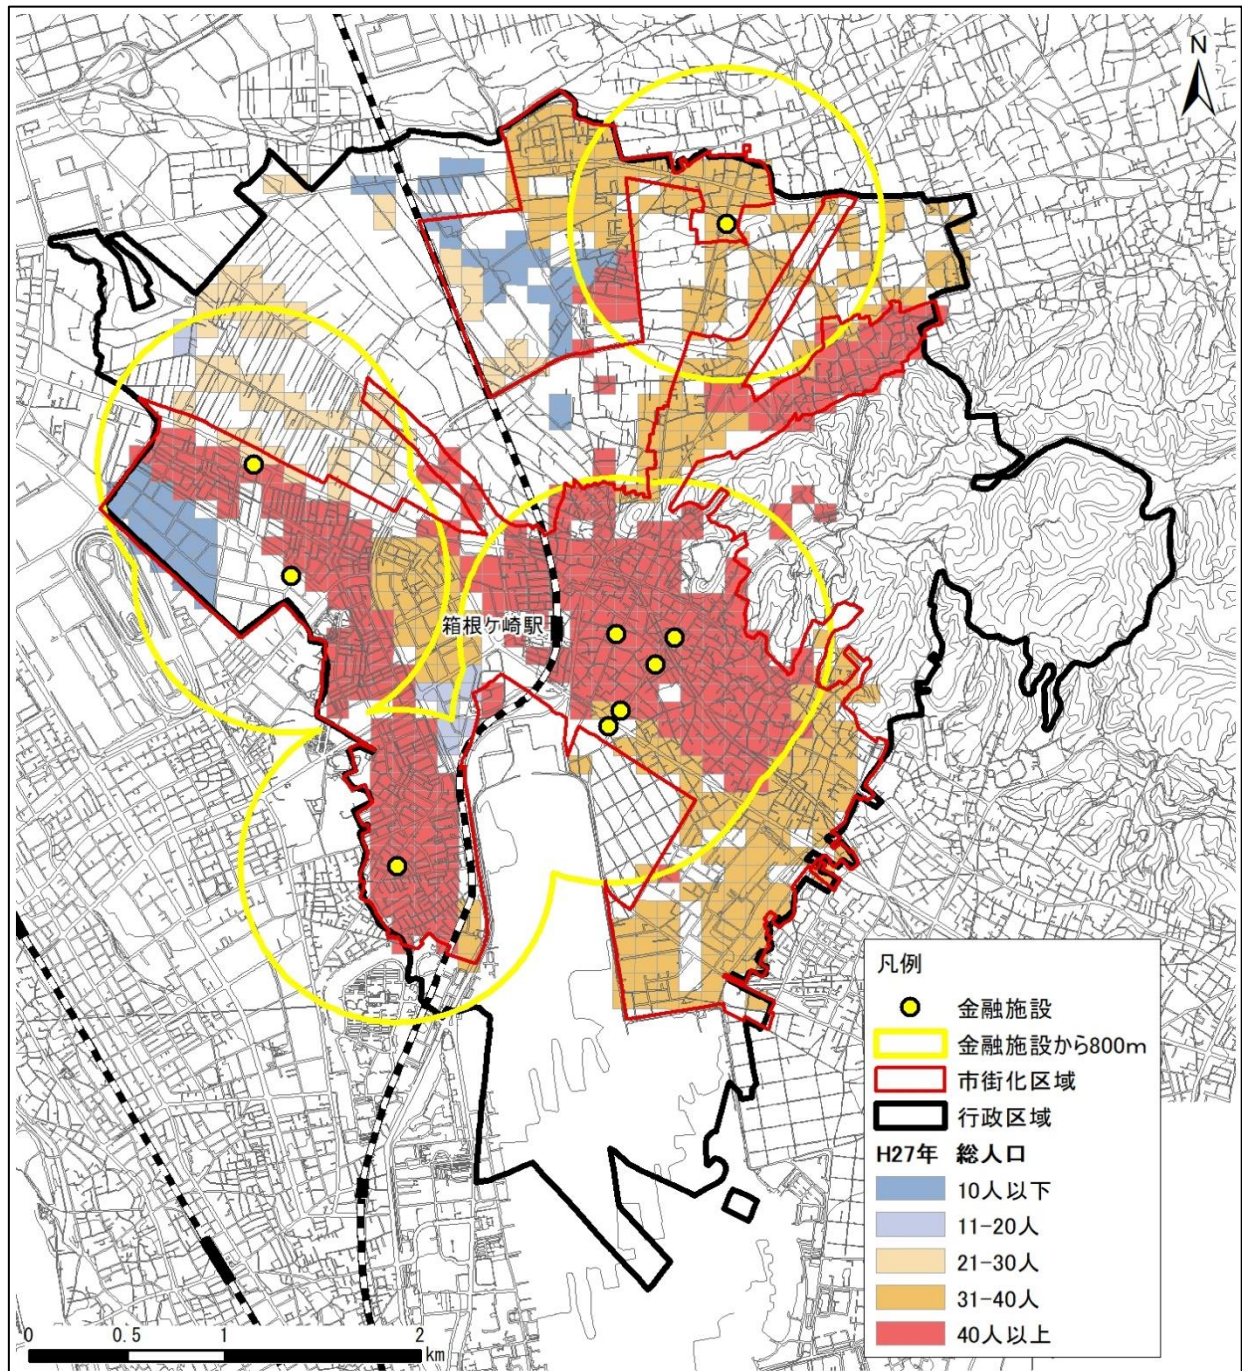 N
箱根ケ崎駅
凡例
金融施設
金融施設から800m
市街化区域
行政区域
H27年 総人口
10人以下
11-20人
21-30人
31-40人
40人以上
0 0.5 1 2
km